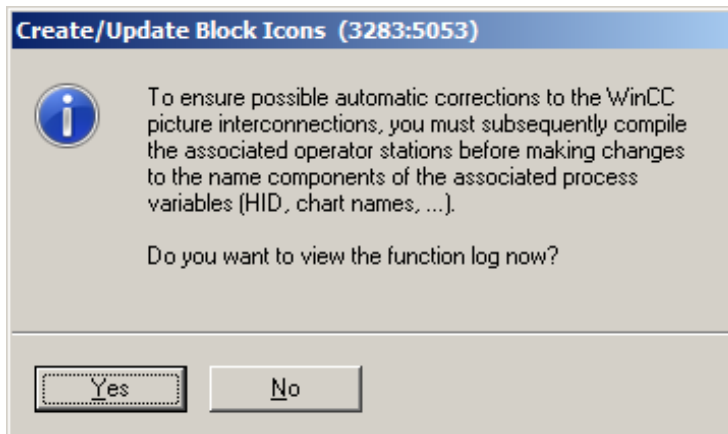 Create/Update Block Icons (3283:5053)
To ensure possible automatic corrections to the WinCC
picture interconnections, you must subsequently compile
the associated operator stations before making changes
to the name components of the associated process
variables (HID, chart names, ...).
Do you want to view the function log now?
Yes
No